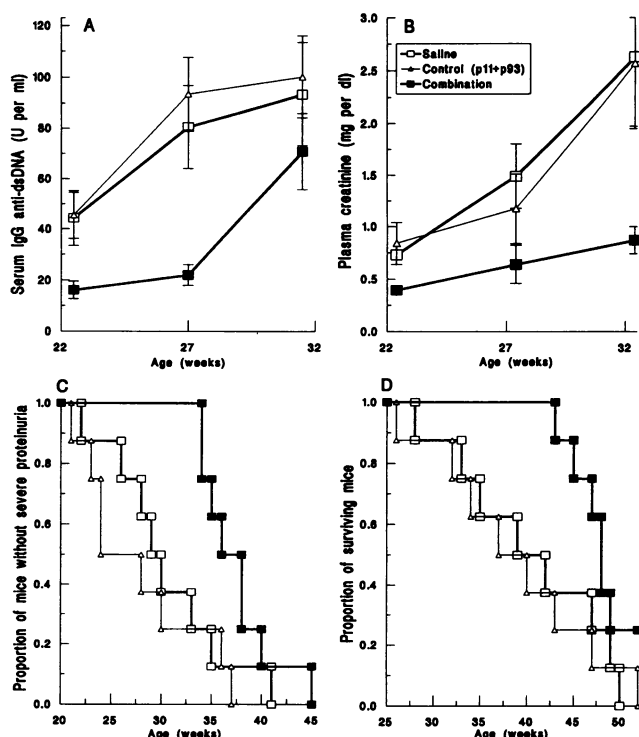 A
Serum IgG anti-dsDNA (U per ml)
120
100
80
60
40
20
0
22
27
32
Age (weeks)
B
Plasma creatinine (mg per dl)
3.0
2.5
2.0
1.5
1.0
0.5
0.0
Saline
Control (p11+p93)
Combination
22
27
32
Age (weeks)
C
Proportion of mice without severe proteinuria
1.0
0.8
0.6
0.4
0.2
0.0
20
25
30
35
40
45
Age (weeks)
D
Proportion of surviving mice
1.0
0.8
0.6
0.4
0.2
0.0
25
30
35
40
45
50
Age (weeks)